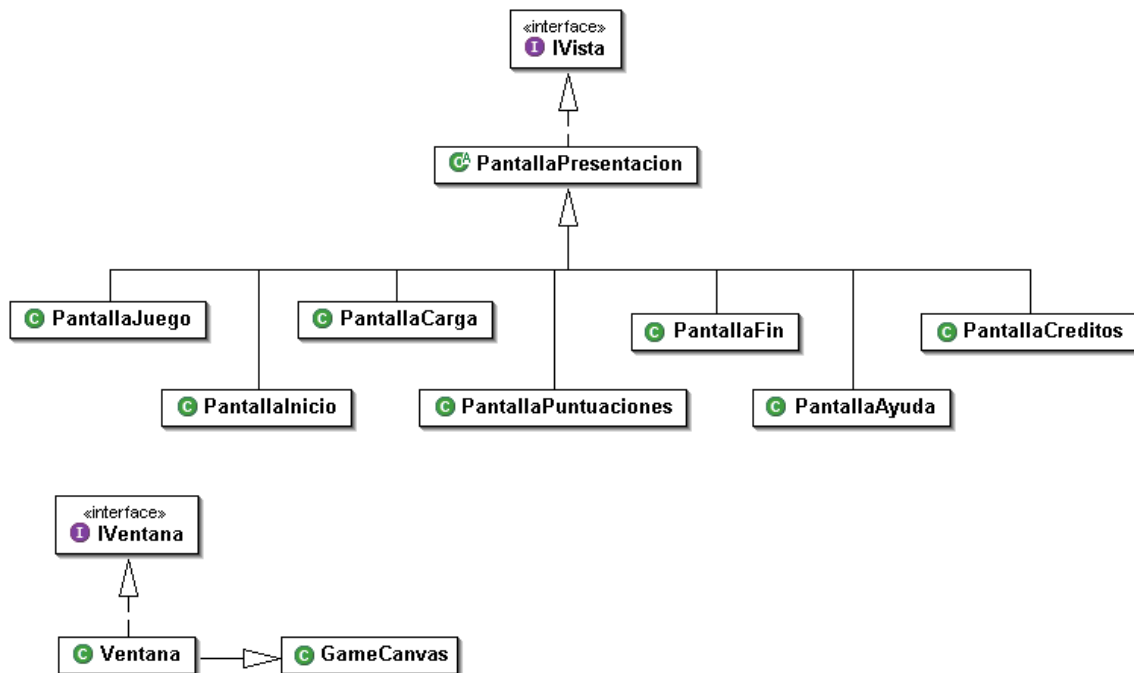 «interface»
I IVista
C A PantallaPresentacion
C PantallaJuego
C PantallaCarga
C PantallaFin
C PantallaCreditos
C PantallaInicio
C PantallaPuntuaciones
C PantallaAyuda
«interface»
I IVentana
C Ventana
C GameCanvas